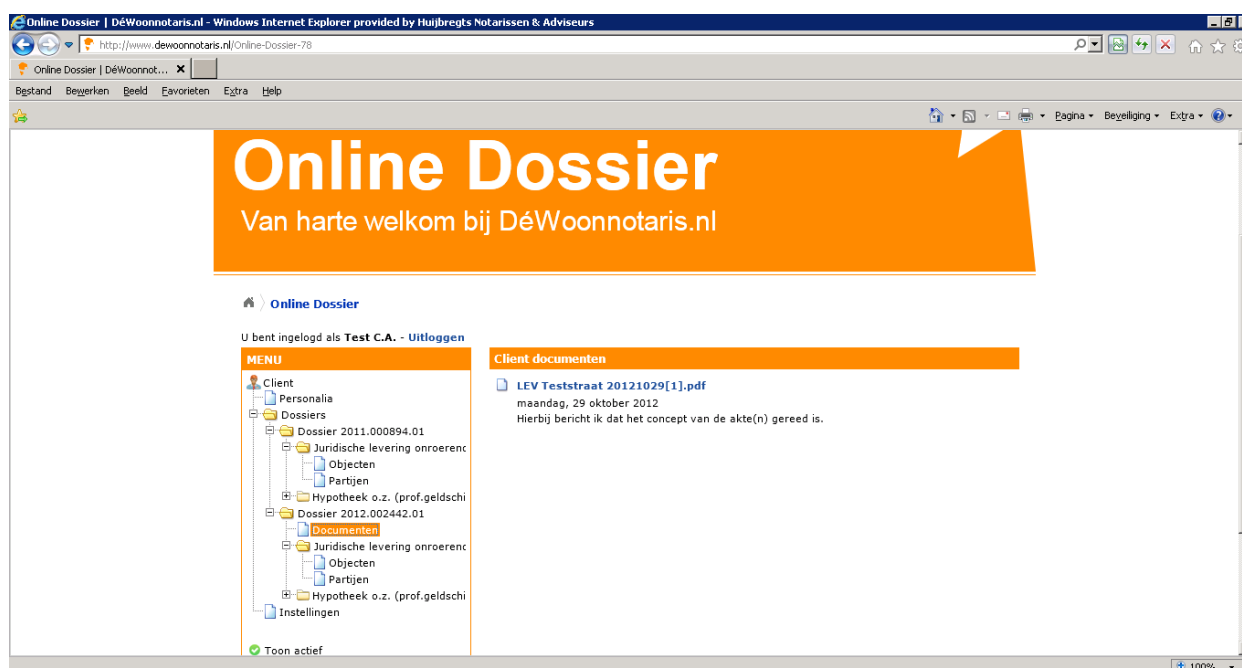 Online Dossier | DéWoonnotaris.nl - Windows Internet Explorer provided by Huijbregts Notarissen & Adviseurs
http://www.dewoonnotaris.nl/Online-Dossier-78
Online Dossier | DéWoonnot...
Bestand Bewerken Beeld Favorieten Extra Help
Pagina Beveiliging Extra
Online Dossier
Van harte welkom bij DéWoonnotaris.nl
Online Dossier
U bent ingelogd als Test C.A. - Uitloggen
MENU
Client
Personalia
Dossiers
Dossier 2011.000894.01
Juridische levering onroerenc
Objecten
Partijen
Hypotheek o.z. (prof.geldschi
Dossier 2012.002442.01
Documenten
Juridische levering onroerenc
Objecten
Partijen
Hypotheek o.z. (prof.geldschi
Instellingen
Toon actief
Client documenten
LEV Teststraat 20121029[1].pdf
maandag, 29 oktober 2012
Hierbij bericht ik dat het concept van de akte(n) gereed is.
100%